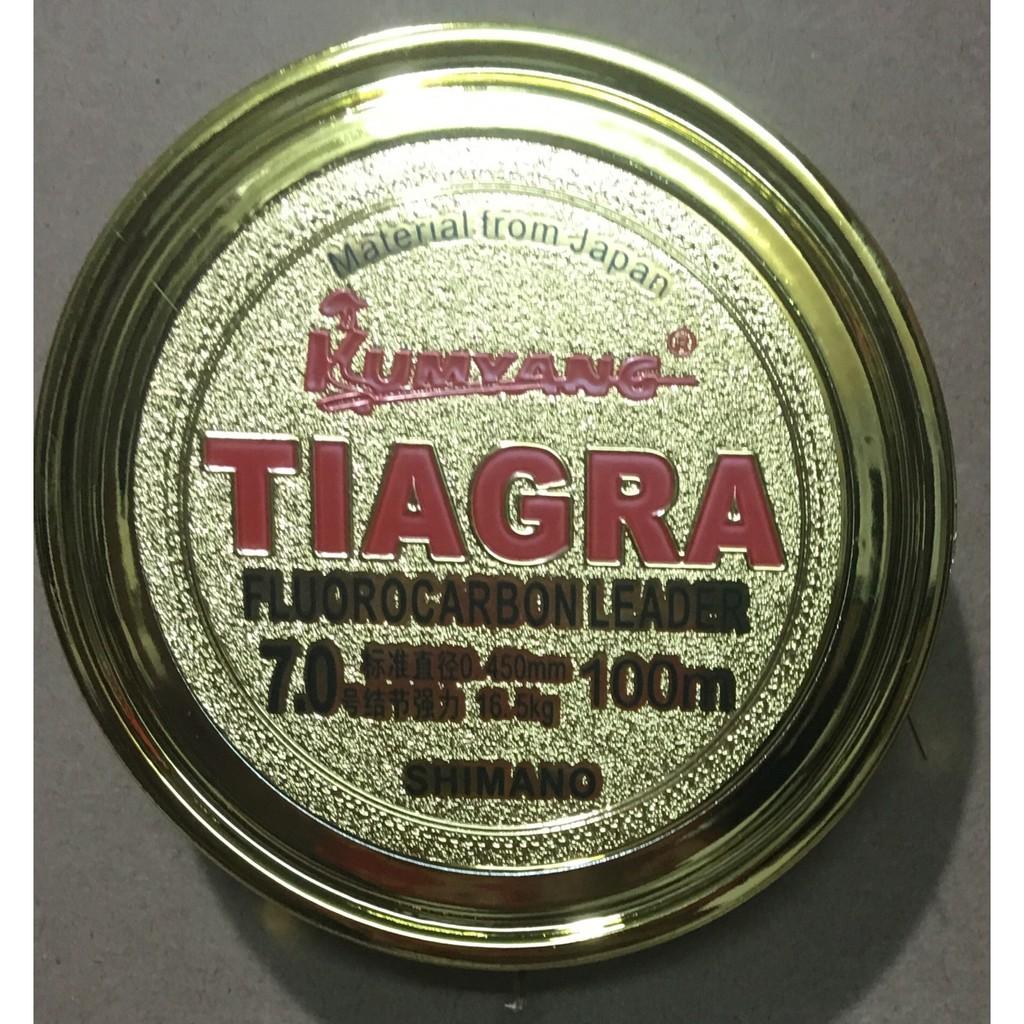 Material from Japan
KUMYANG ®
TIAGRA
FLUOROCARBON LEADER
7.0 标准直径0.450mm 100m
号结节强力 16.5kg
SHIMANO